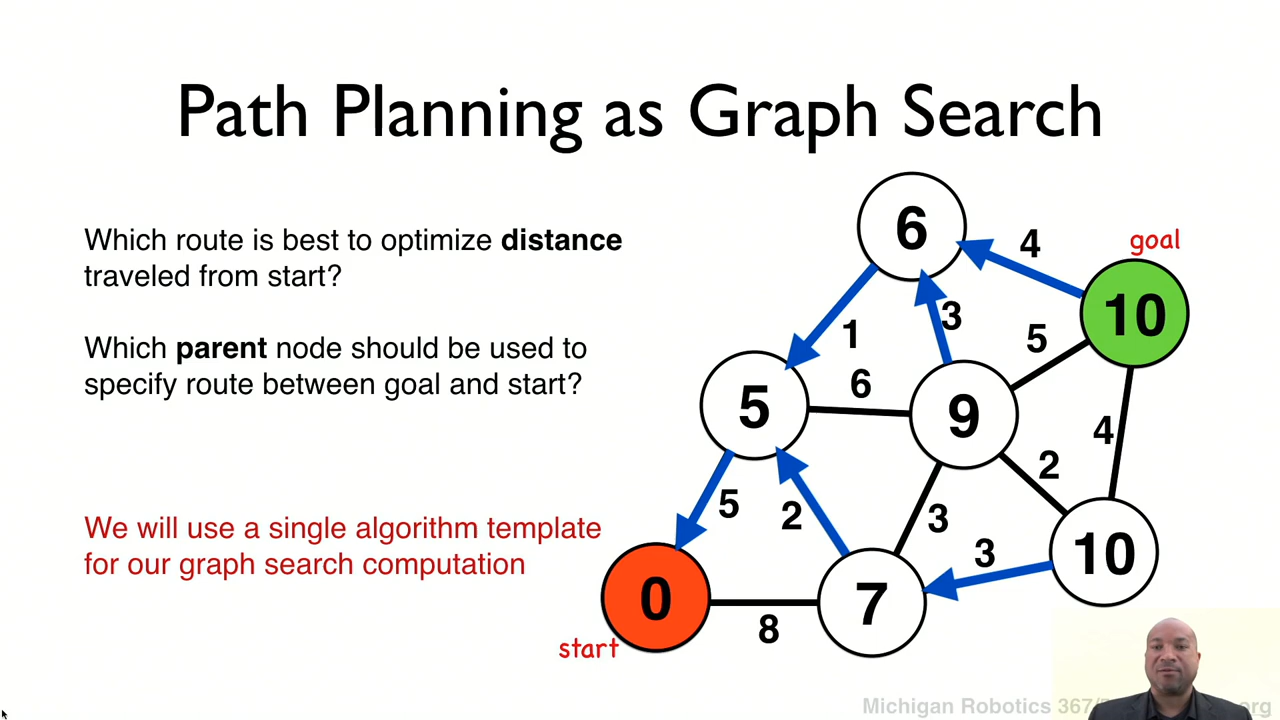 Path Planning as Graph Search
Which route is best to optimize distance
traveled from start?
Which parent node should be used to
specify route between goal and start?
We will use a single algorithm template
for our graph search computation
6
4
goal
10
3
1
5
6
5
9
4
2
5
2
3
3
10
0
7
8
start
Michigan Robotics 367/
org